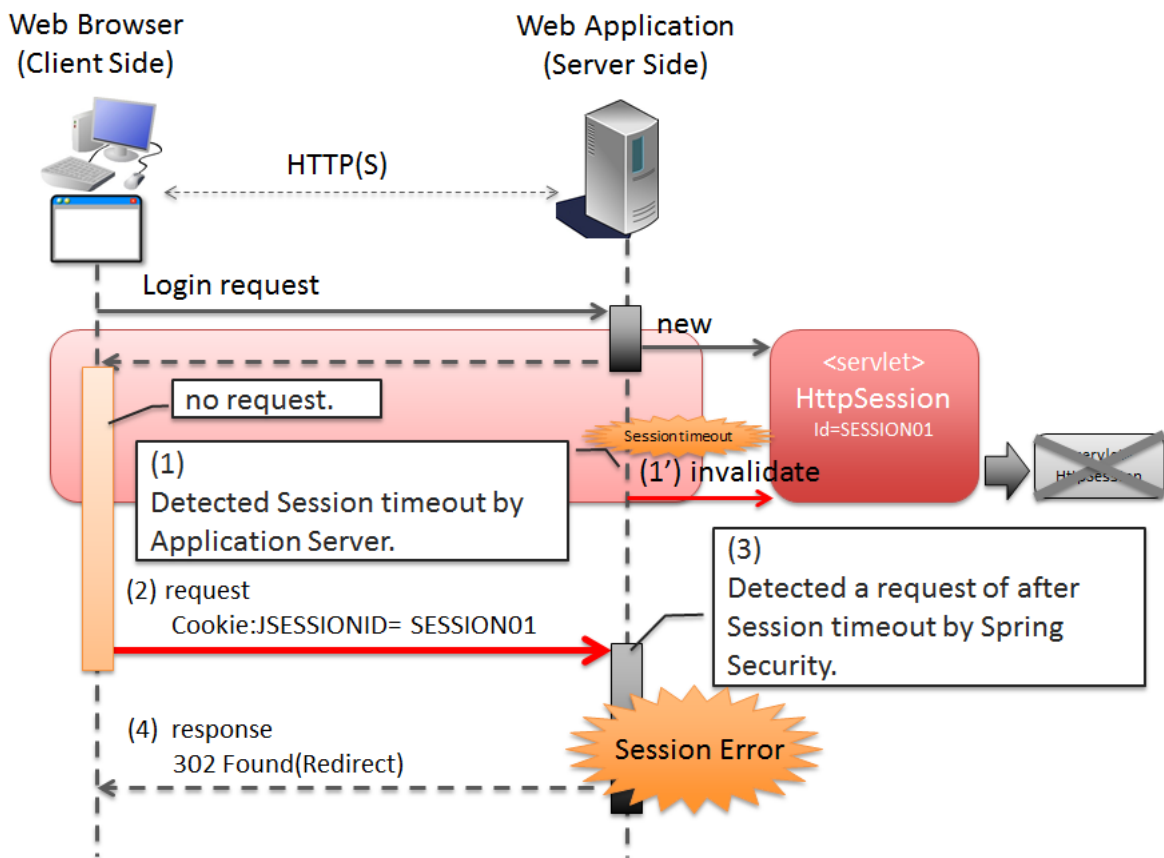 Web Browser
(Client Side)
Web Application
(Server Side)
HTTP(S)
Login request
new
<servlet>
HttpSession
Id=SESSION01
no request.
Session timeout
(1)
Detected Session timeout by
Application Server.
(1’) invalidate
HttpSession
(2) request
Cookie:JSESSIONID= SESSION01
(3)
Detected a request of after
Session timeout by Spring
Security.
(4) response
302 Found(Redirect)
Session Error